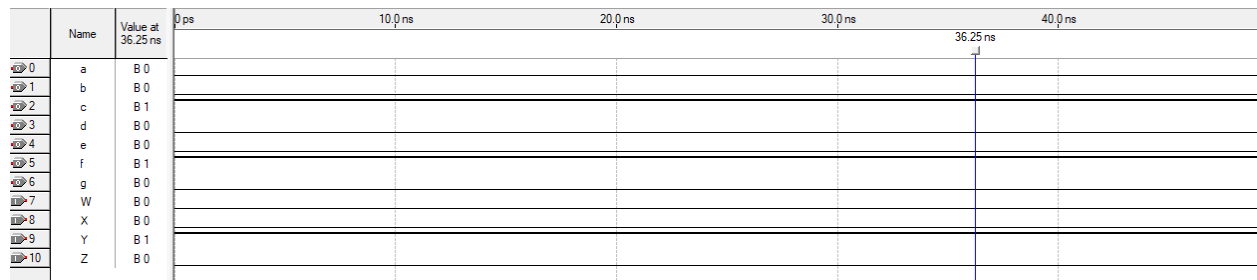 0 ps 10.0 ns 20.0 ns 30.0 ns 40.0 ns
Name Value at 36.25 ns
36.25 ns
0 a B 0
1 b B 0
2 c B 1
3 d B 0
4 e B 0
5 f B 1
6 g B 0
7 W B 0
8 X B 0
9 Y B 1
10 Z B 0